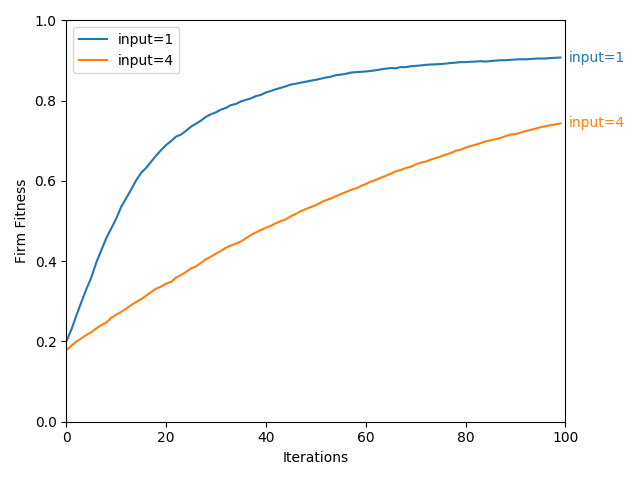 1.0
0.8
0.6
0.4
0.2
0.0
Firm Fitness
input=1
input=4
input=1
input=4
0 20 40 60 80 100
Iterations